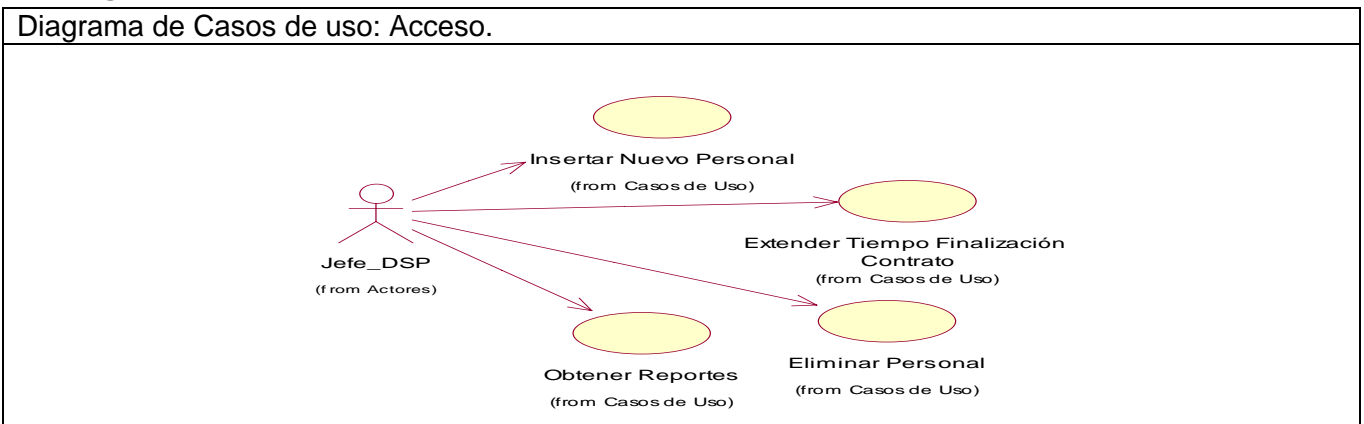 Diagrama de Casos de uso: Acceso.
Insertar Nuevo Personal
(from Casos de Uso)
Extender Tiempo Finalización
Contrato
(from Casos de Uso)
Jefe_DSP
(from Actores)
Eliminar Personal
(from Casos de Uso)
Obtener Reportes
(from Casos de Uso)